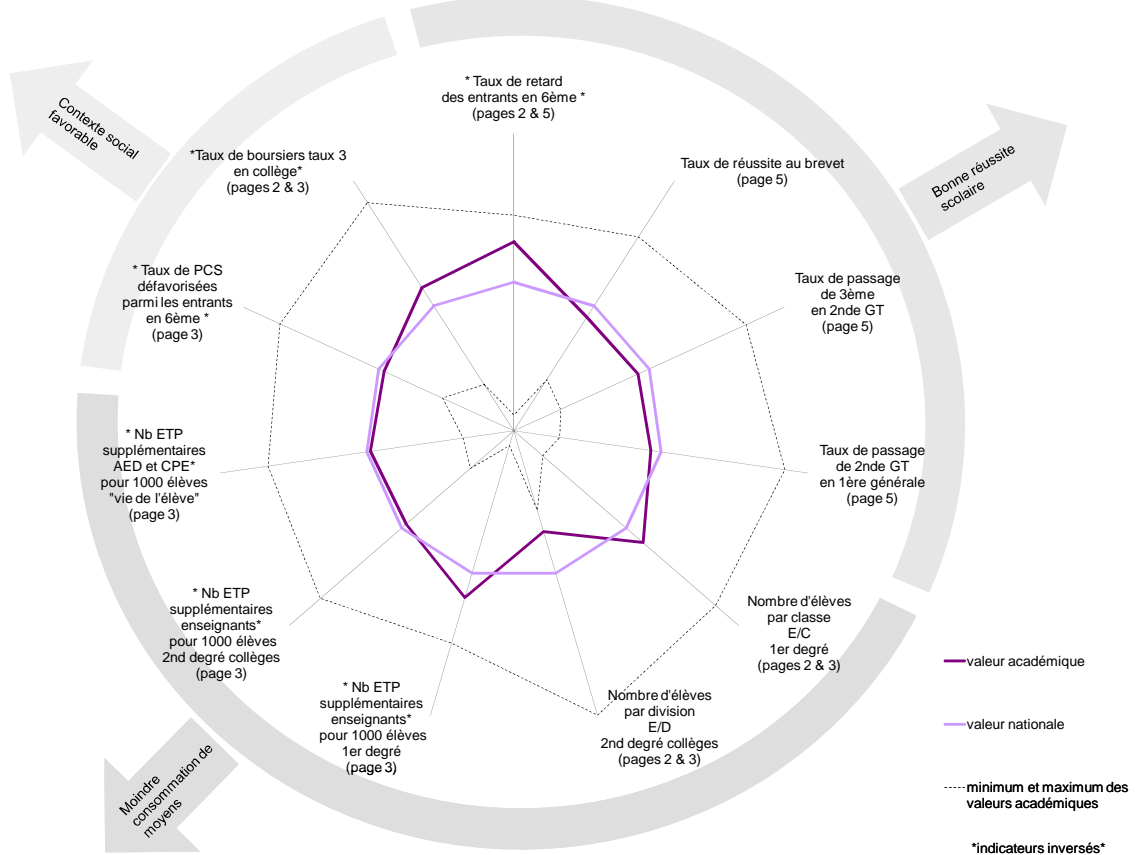 * Taux de retard
des entrants en 6ème *
(pages 2 & 5)
Taux de réussite au brevet
(page 5)
Taux de passage
de 3ème
en 2nde GT
(page 5)
Taux de passage
de 2nde GT
en 1ère générale
(page 5)
Nombre d'élèves
par classe
E/C
1er degré
(pages 2 & 3)
Nombre d'élèves
par division
E/D
2nd degré collèges
(pages 2 & 3)
* Nb ETP
supplémentaires
enseignants*
pour 1000 élèves
1er degré
(page 3)
* Nb ETP
supplémentaires
enseignants*
pour 1000 élèves
2nd degré collèges
(page 3)
* Nb ETP
supplémentaires
AED et CPE*
pour 1000 élèves
"vie de l'élève"
(page 3)
* Taux de PCS
défavorisées
parmi les entrants
en 6ème *
(page 3)
*Taux de boursiers taux 3
en collège*
(pages 2 & 3)
Contexte social
favorable
Bonne réussite
scolaire
Moindre
consommation de
moyens
valeur académique
valeur nationale
minimum et maximum des
valeurs académiques
*indicateurs inversés*